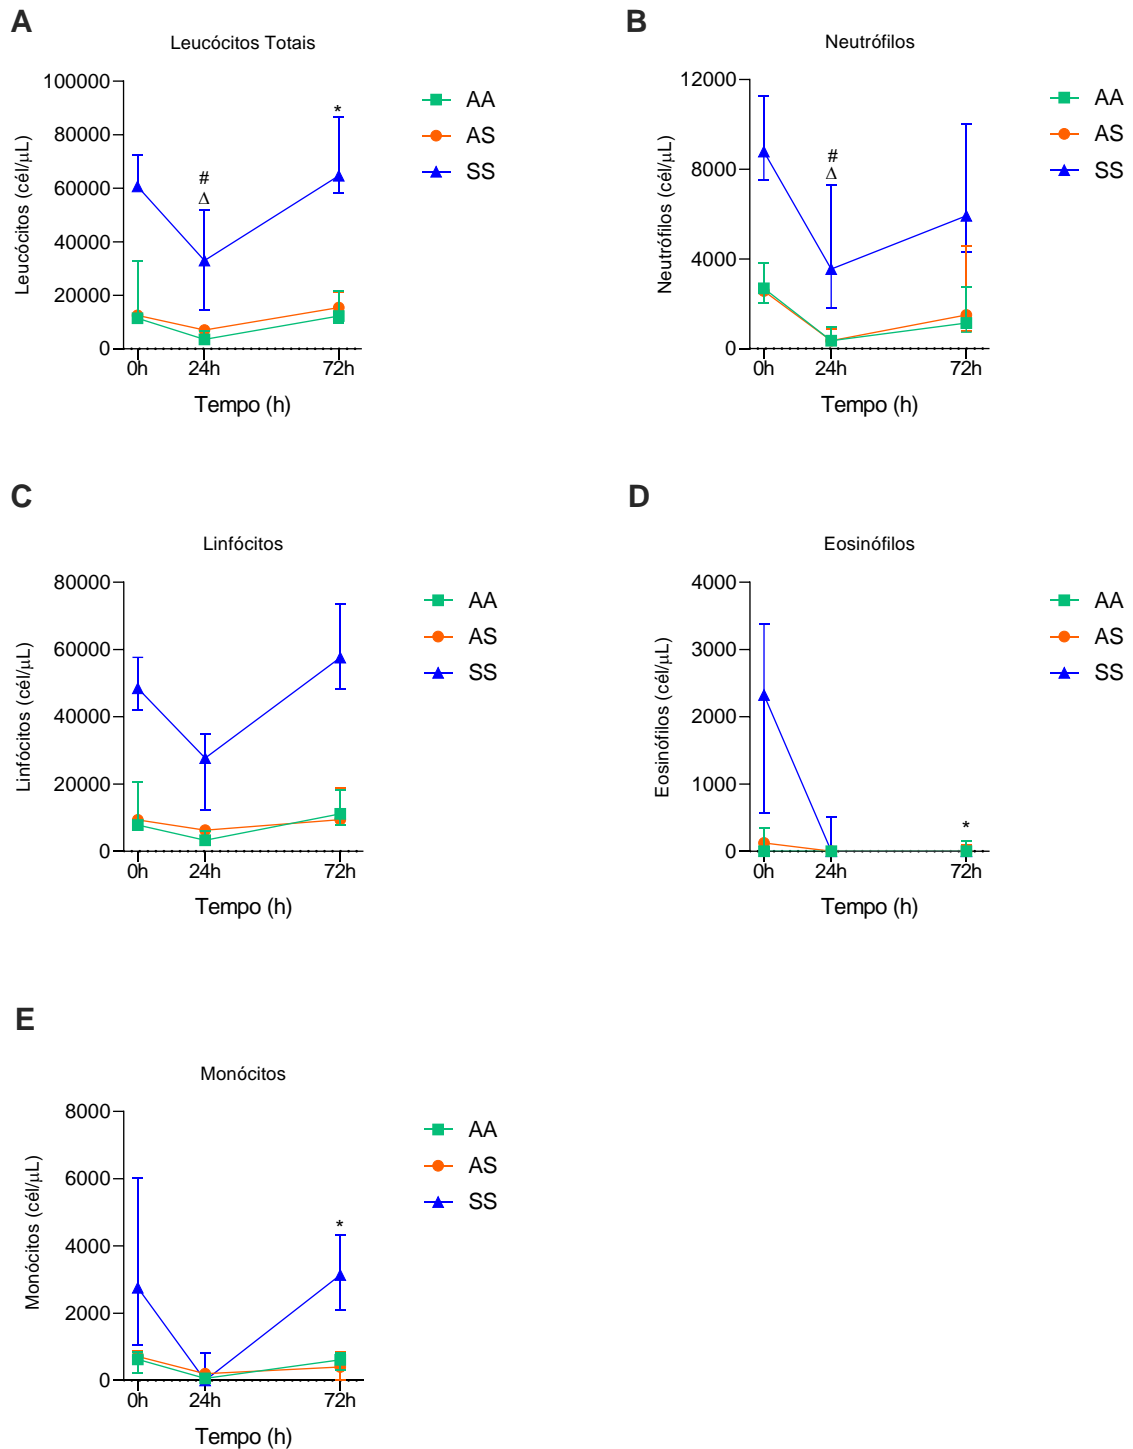 A
Leucócitos Totais
Leucócitos (cél/μL)
100000
80000
60000
40000
20000
0
0h 24h 72h
Tempo (h)
#
Δ
*
AA
AS
SS
B
Neutrófilos
Neutrófilos (cél/μL)
12000
8000
4000
0
0h 24h 72h
Tempo (h)
#
Δ
AA
AS
SS
C
Linfócitos
Linfócitos (cél/μL)
80000
60000
40000
20000
0
0h 24h 72h
Tempo (h)
AA
AS
SS
D
Eosinófilos
Eosinófilos (cél/μL)
4000
3000
2000
1000
0
0h 24h 72h
Tempo (h)
*
AA
AS
SS
E
Monócitos
Monócitos (cél/μL)
8000
6000
4000
2000
0
0h 24h 72h
Tempo (h)
*
AA
AS
SS